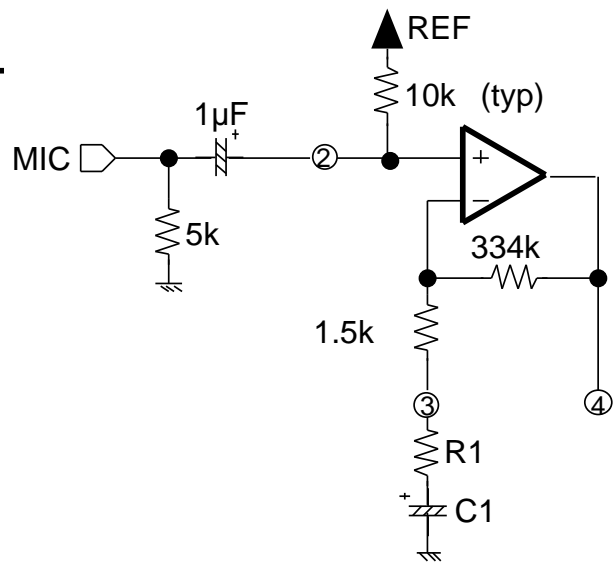 REF
10k (typ)
1µF
+
MIC
②
+
−
5k
334k
1.5k
③
④
R1
+
C1